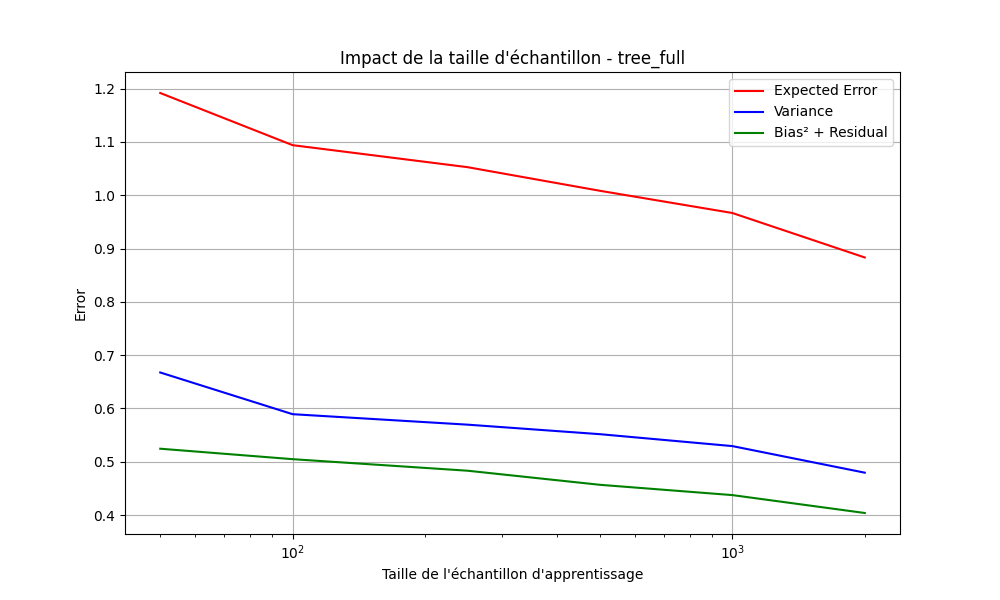 Impact de la taille d'échantillon - tree_full
Expected Error
Variance
Bias² + Residual
Error
1.2
1.1
1.0
0.9
0.8
0.7
0.6
0.5
0.4
10²
10³
Taille de l'échantillon d'apprentissage